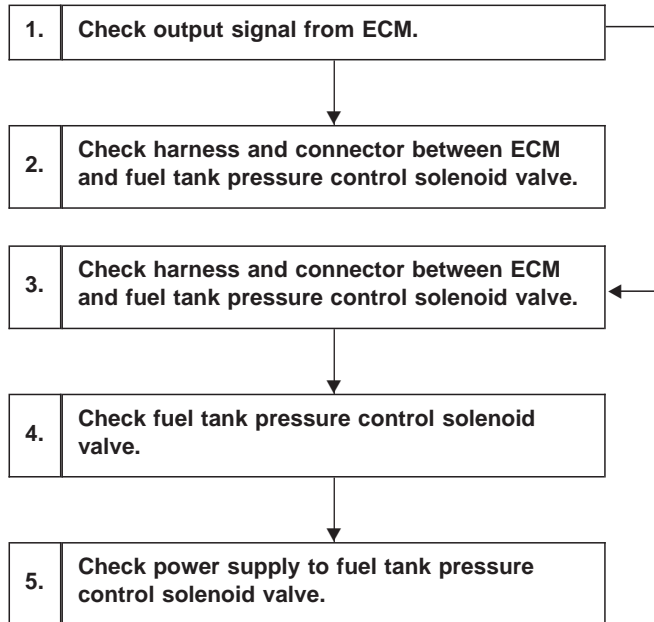 1. Check output signal from ECM.
2. Check harness and connector between ECM
and fuel tank pressure control solenoid valve.
3. Check harness and connector between ECM
and fuel tank pressure control solenoid valve.
4. Check fuel tank pressure control solenoid
valve.
5. Check power supply to fuel tank pressure
control solenoid valve.